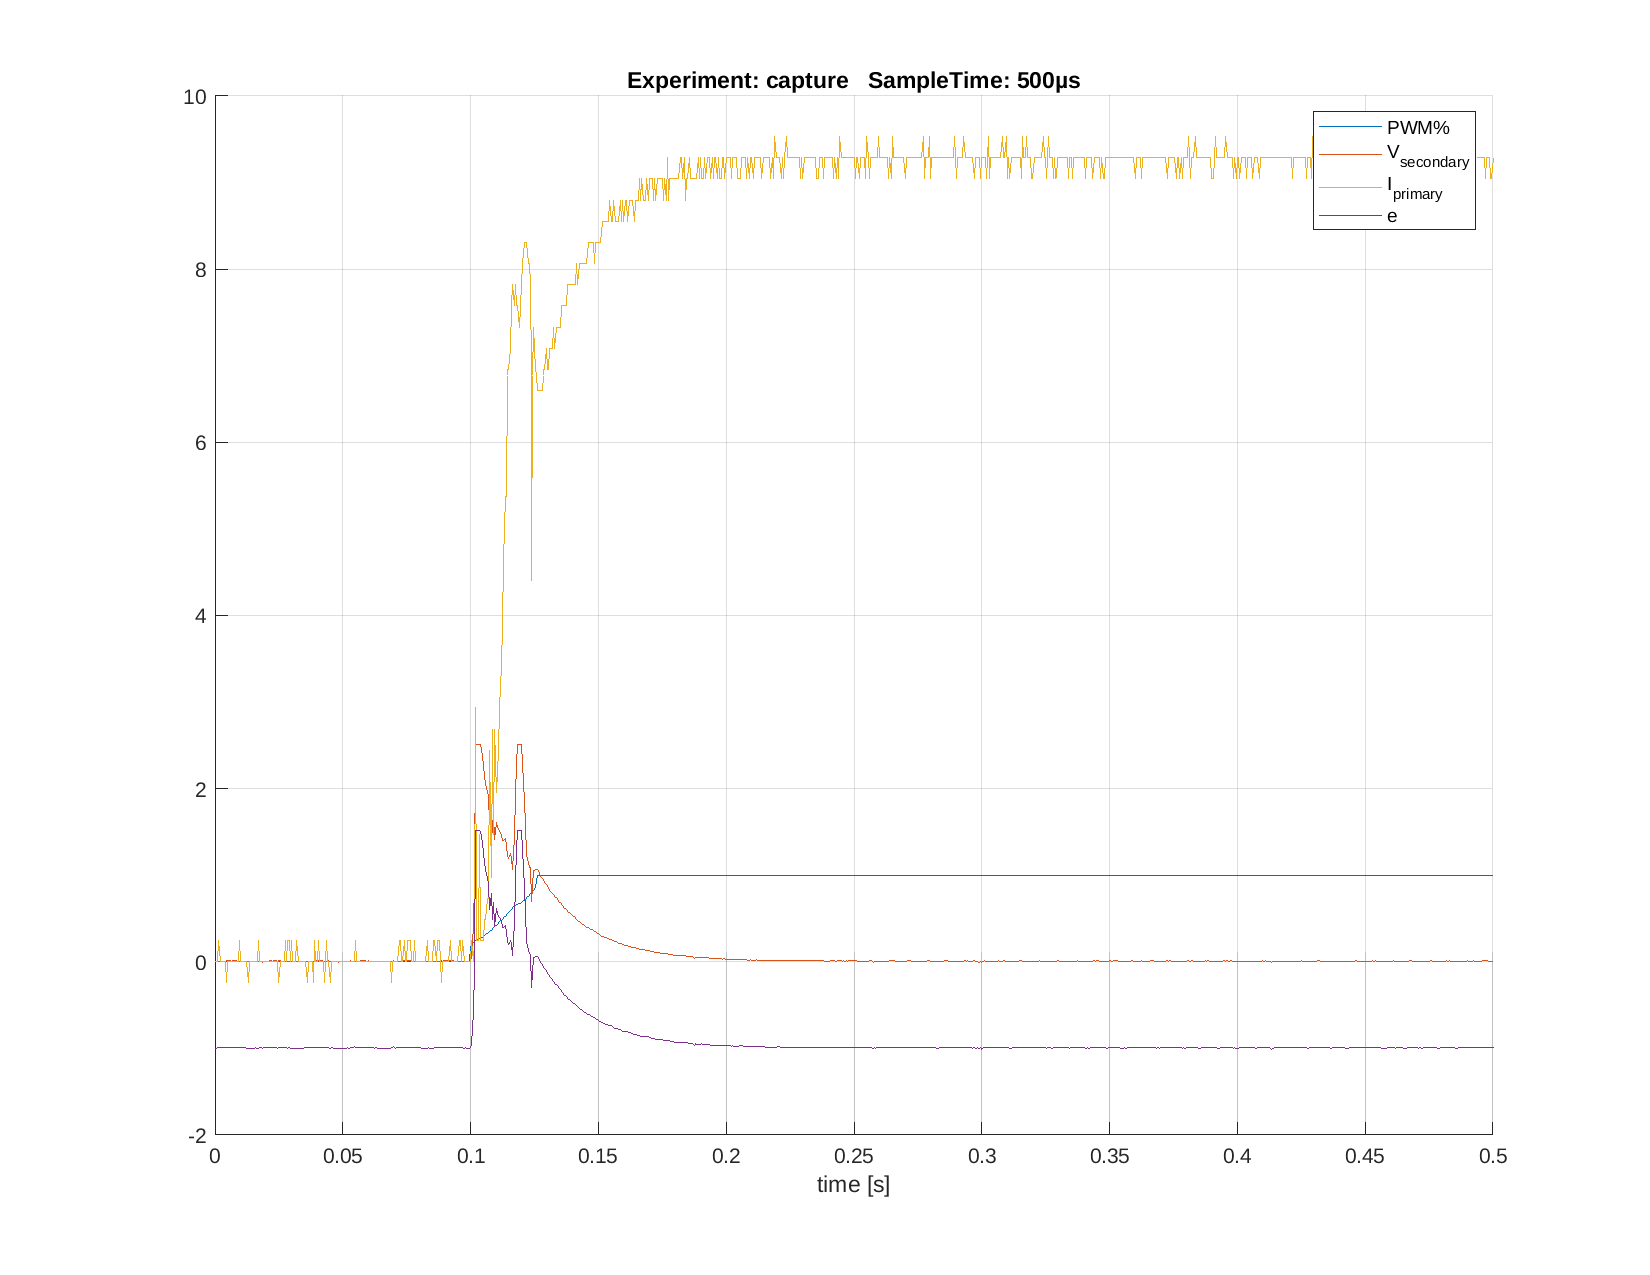 Experiment: capture   SampleTime: 500µs
10
8
6
4
2
0
-2
PWM%
Vsecondary
Iprimary
e
0 0.05 0.1 0.15 0.2 0.25 0.3 0.35 0.4 0.45 0.5
time [s]